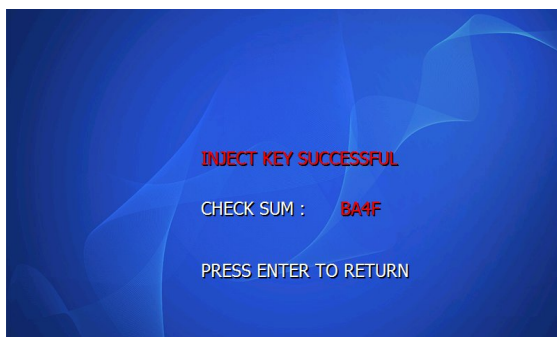 INJECT KEY SUCCESSFUL
CHECK SUM : BA4F
PRESS ENTER TO RETURN